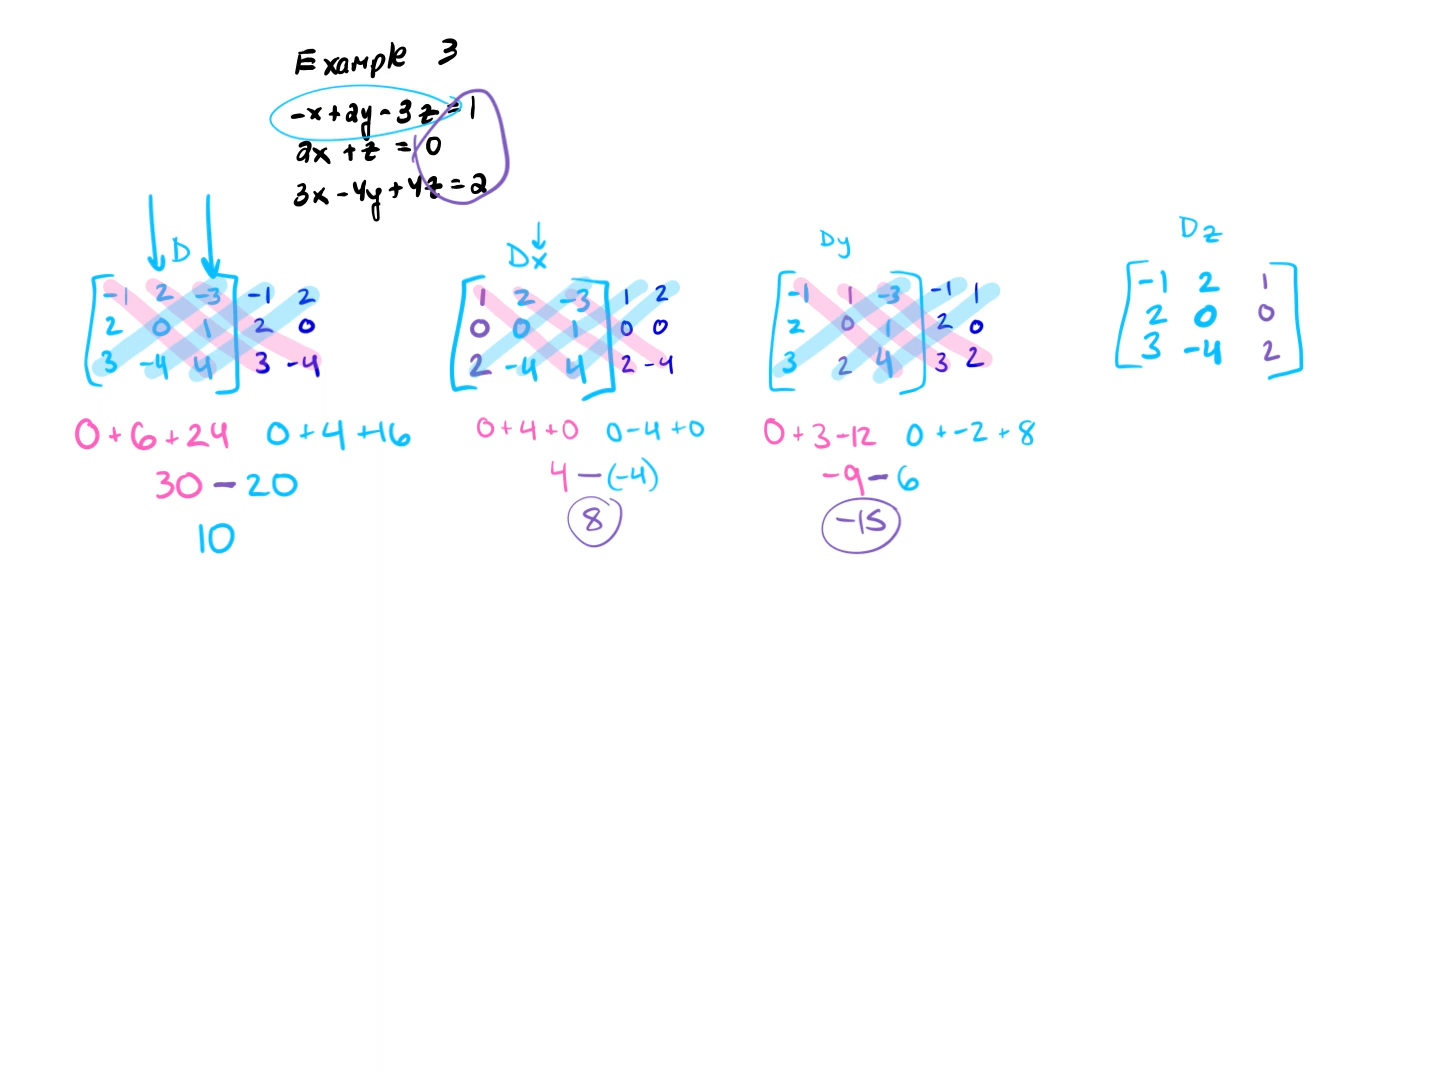 Example 3
-x+2y-3z=1
2x+z=0
3x-4y+4z=2
D
-1 2 -3 -1 2
2 0 1 2 0
3 -4 4 3 -4
0+6+24 0+4+16
30-20
10
Dx
1 2 -3 1 2
0 0 1 0 0
2 -4 4 2 -4
0+4+0 0-4+0
4-(-4)
8
Dy
-1 1 -3 -1 1
2 0 1 2 0
3 2 4 3 2
0+3-12 0+-2+8
-9-6
-15
Dz
-1 2 1
2 0 0
3 -4 2